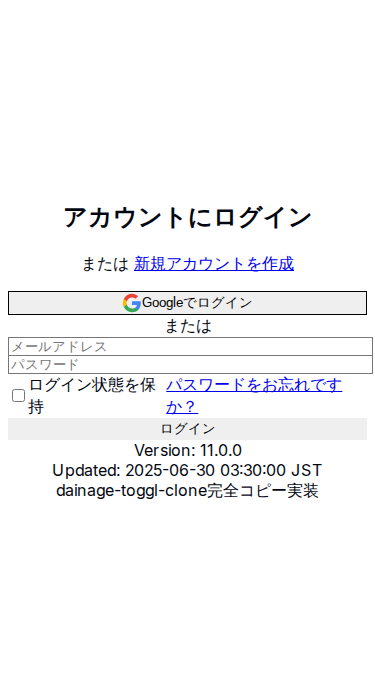 アカウントにログイン
または 新規アカウントを作成
Googleでログイン
または
メールアドレス
パスワード
ログイン状態を保持
パスワードをお忘れですか？
ログイン
Version: 11.0.0
Updated: 2025-06-30 03:30:00 JST
dainage-toggl-clone完全コピー実装